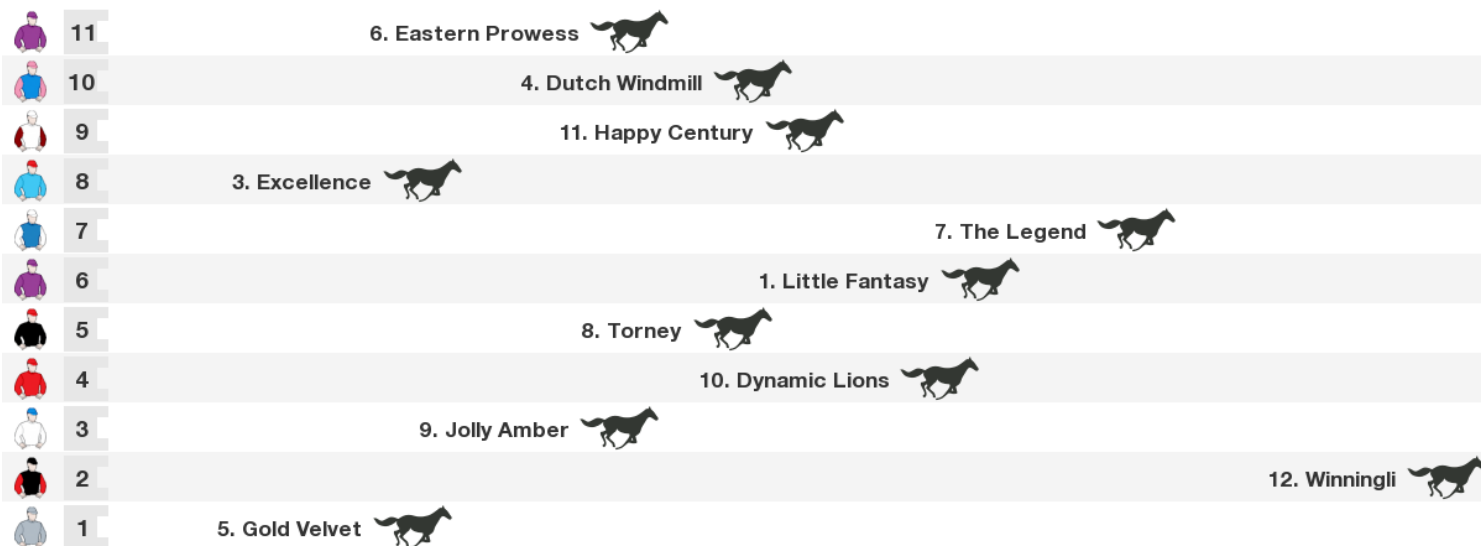 11 6. Eastern Prowess
10 4. Dutch Windmill
9 11. Happy Century
8 3. Excellence
7 7. The Legend
6 1. Little Fantasy
5 8. Torney
4 10. Dynamic Lions
3 9. Jolly Amber
2 12. Winningli
1 5. Gold Velvet